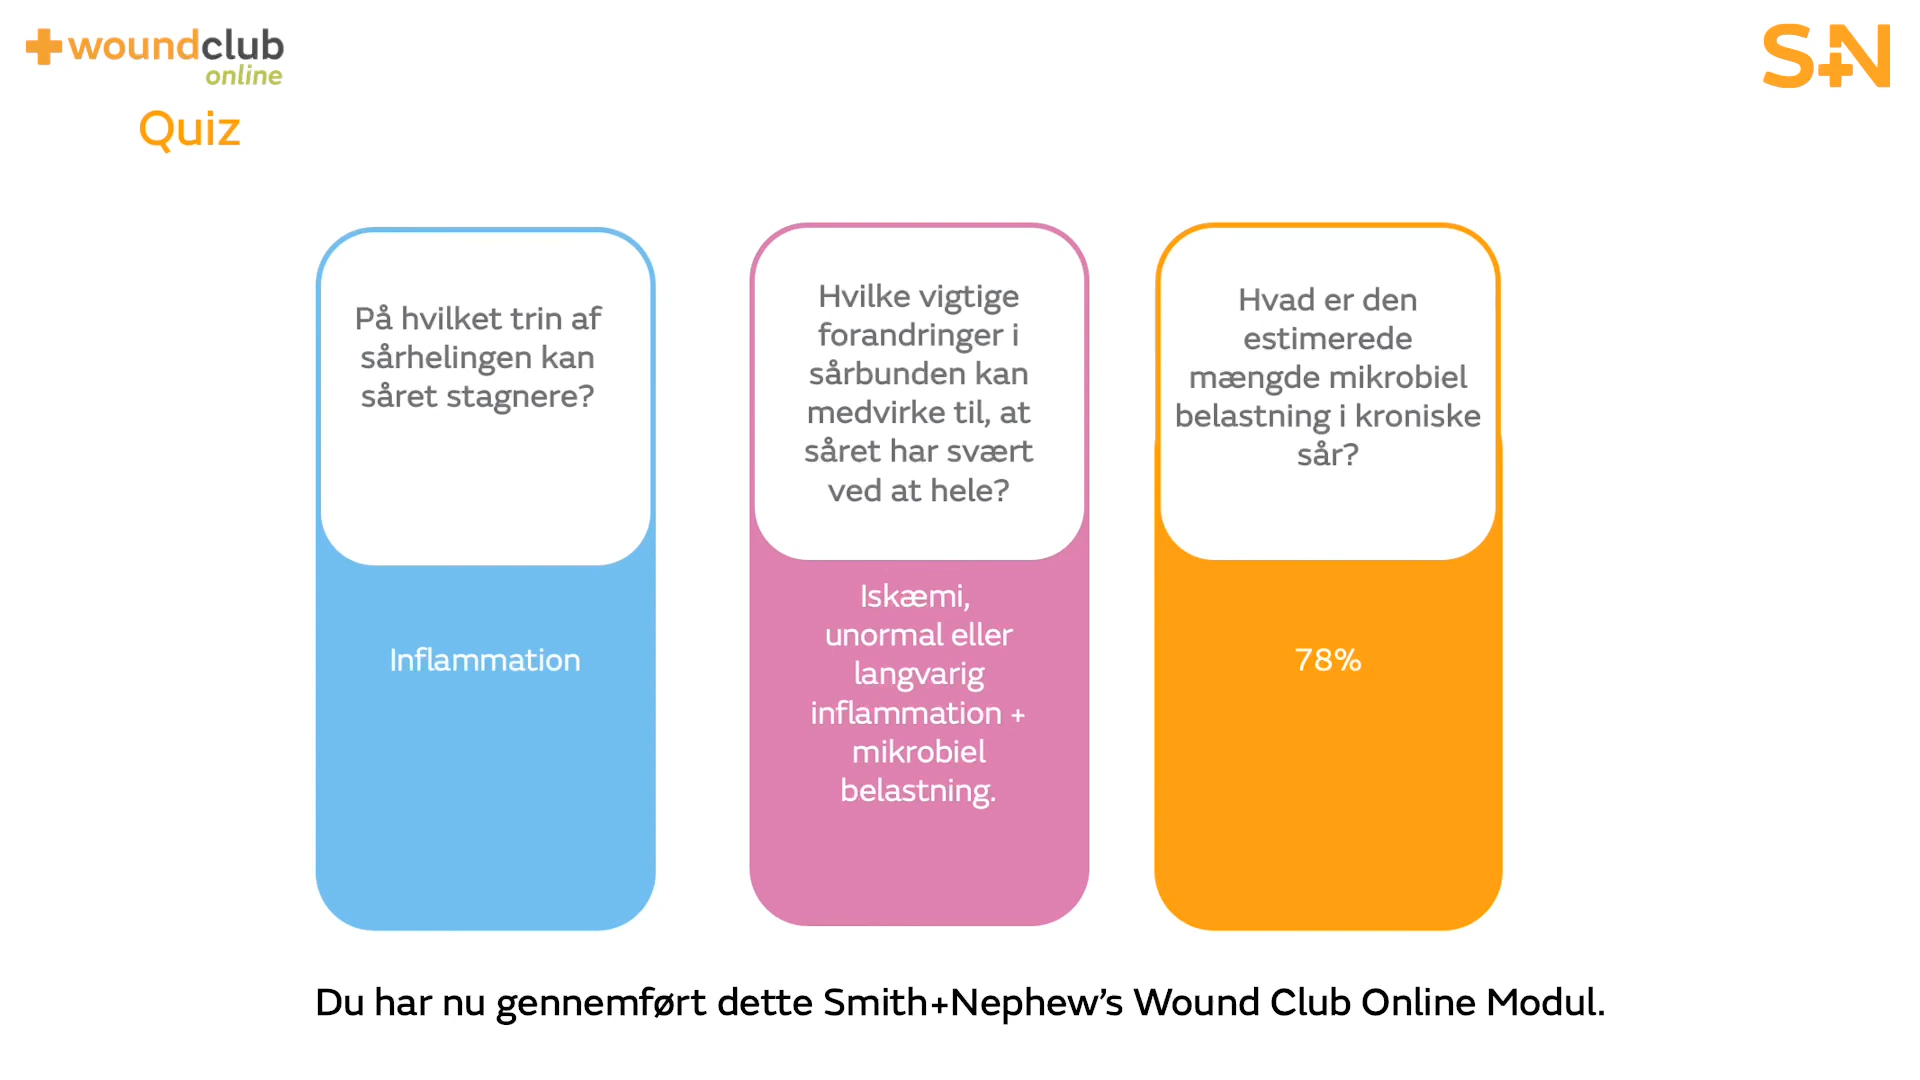 woundclub
online
S+N
Quiz
På hvilket trin af
sårhelingen kan
såret stagnere?
Inflammation
Hvilke vigtige
forandringer i
sårbunden kan
medvirke til, at
såret har svært
ved at hele?
Iskæmi,
unormal eller
langvarig
inflammation +
mikrobiel
belastning.
Hvad er den
estimerede
mængde mikrobiel
belastning i kroniske
sår?
78%
Du har nu gennemført dette Smith+Nephew’s Wound Club Online Modul.